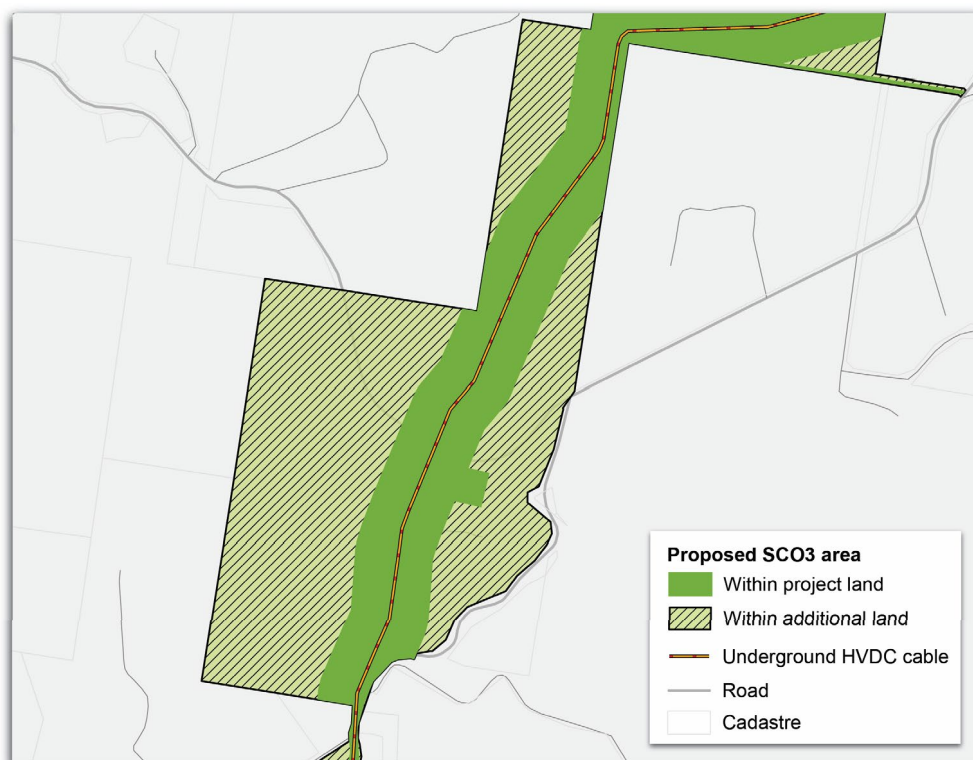 Proposed SCO3 area
Within project land
Within additional land
Underground HVDC cable
Road
Cadastre